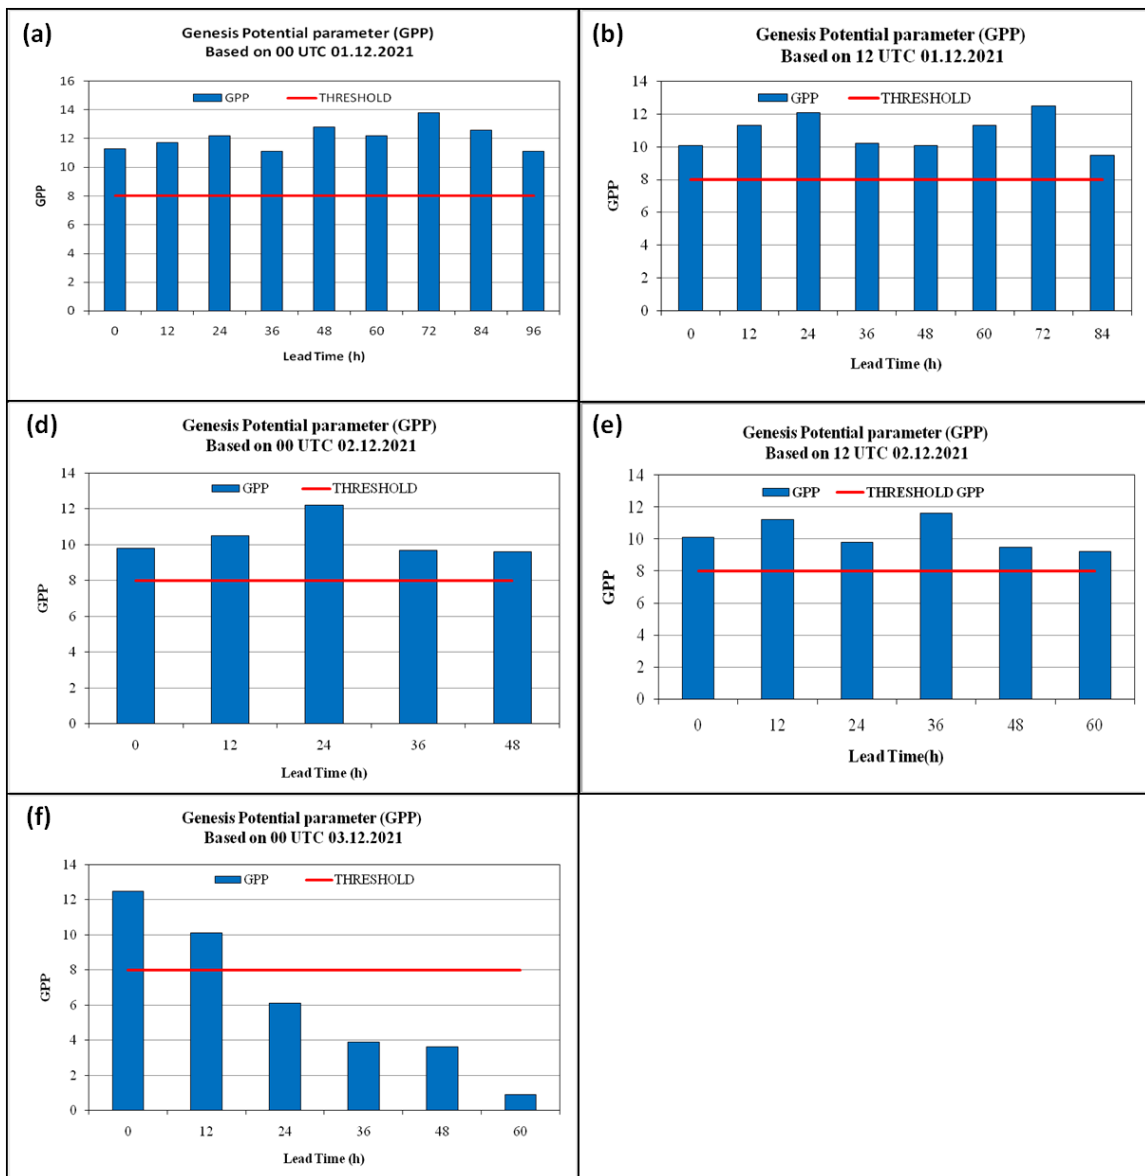 (a)
Genesis Potential parameter (GPP)
Based on 00 UTC 01.12.2021
16
14
12
10
8
6
4
2
0
GPP
GPP THRESHOLD
0 12 24 36 48 60 72 84 96
Lead Time (h)
(b)
Genesis Potential parameter (GPP)
Based on 12 UTC 01.12.2021
14
12
10
8
6
4
2
0
GPP
GPP THRESHOLD
0 12 24 36 48 60 72 84
Lead Time (h)
(d)
Genesis Potential parameter (GPP)
Based on 00 UTC 02.12.2021
14
12
10
8
6
4
2
0
GPP
GPP THRESHOLD
0 12 24 36 48
Lead Time (h)
(e)
Genesis Potential parameter (GPP)
Based on 12 UTC 02.12.2021
14
12
10
8
6
4
2
0
GPP
GPP THRESHOLD GPP
0 12 24 36 48 60
Lead Time(h)
(f)
Genesis Potential parameter (GPP)
Based on 00 UTC 03.12.2021
14
12
10
8
6
4
2
0
GPP
GPP THRESHOLD
0 12 24 36 48 60
Lead Time (h)